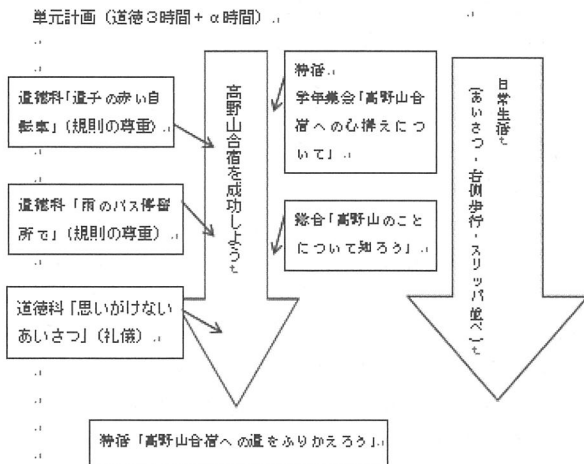 単元計画（道徳３時間＋α時間）
道徳科「遺子の赤い自
転車」（規則の尊重）
道徳科「雨のバス停留
所で」（規則の尊重）
道徳科「思いがけない
あいさつ」（礼儀）
高野山合宿を成功しよう
特活
学年集会「高野山合
宿への心構えにつ
いて」
総合「高野山のこと
について知ろう」
日常生活
（あいさつ・右側歩行・スリッパ並べ）
特活「高野山合宿への道をふりかえろう」